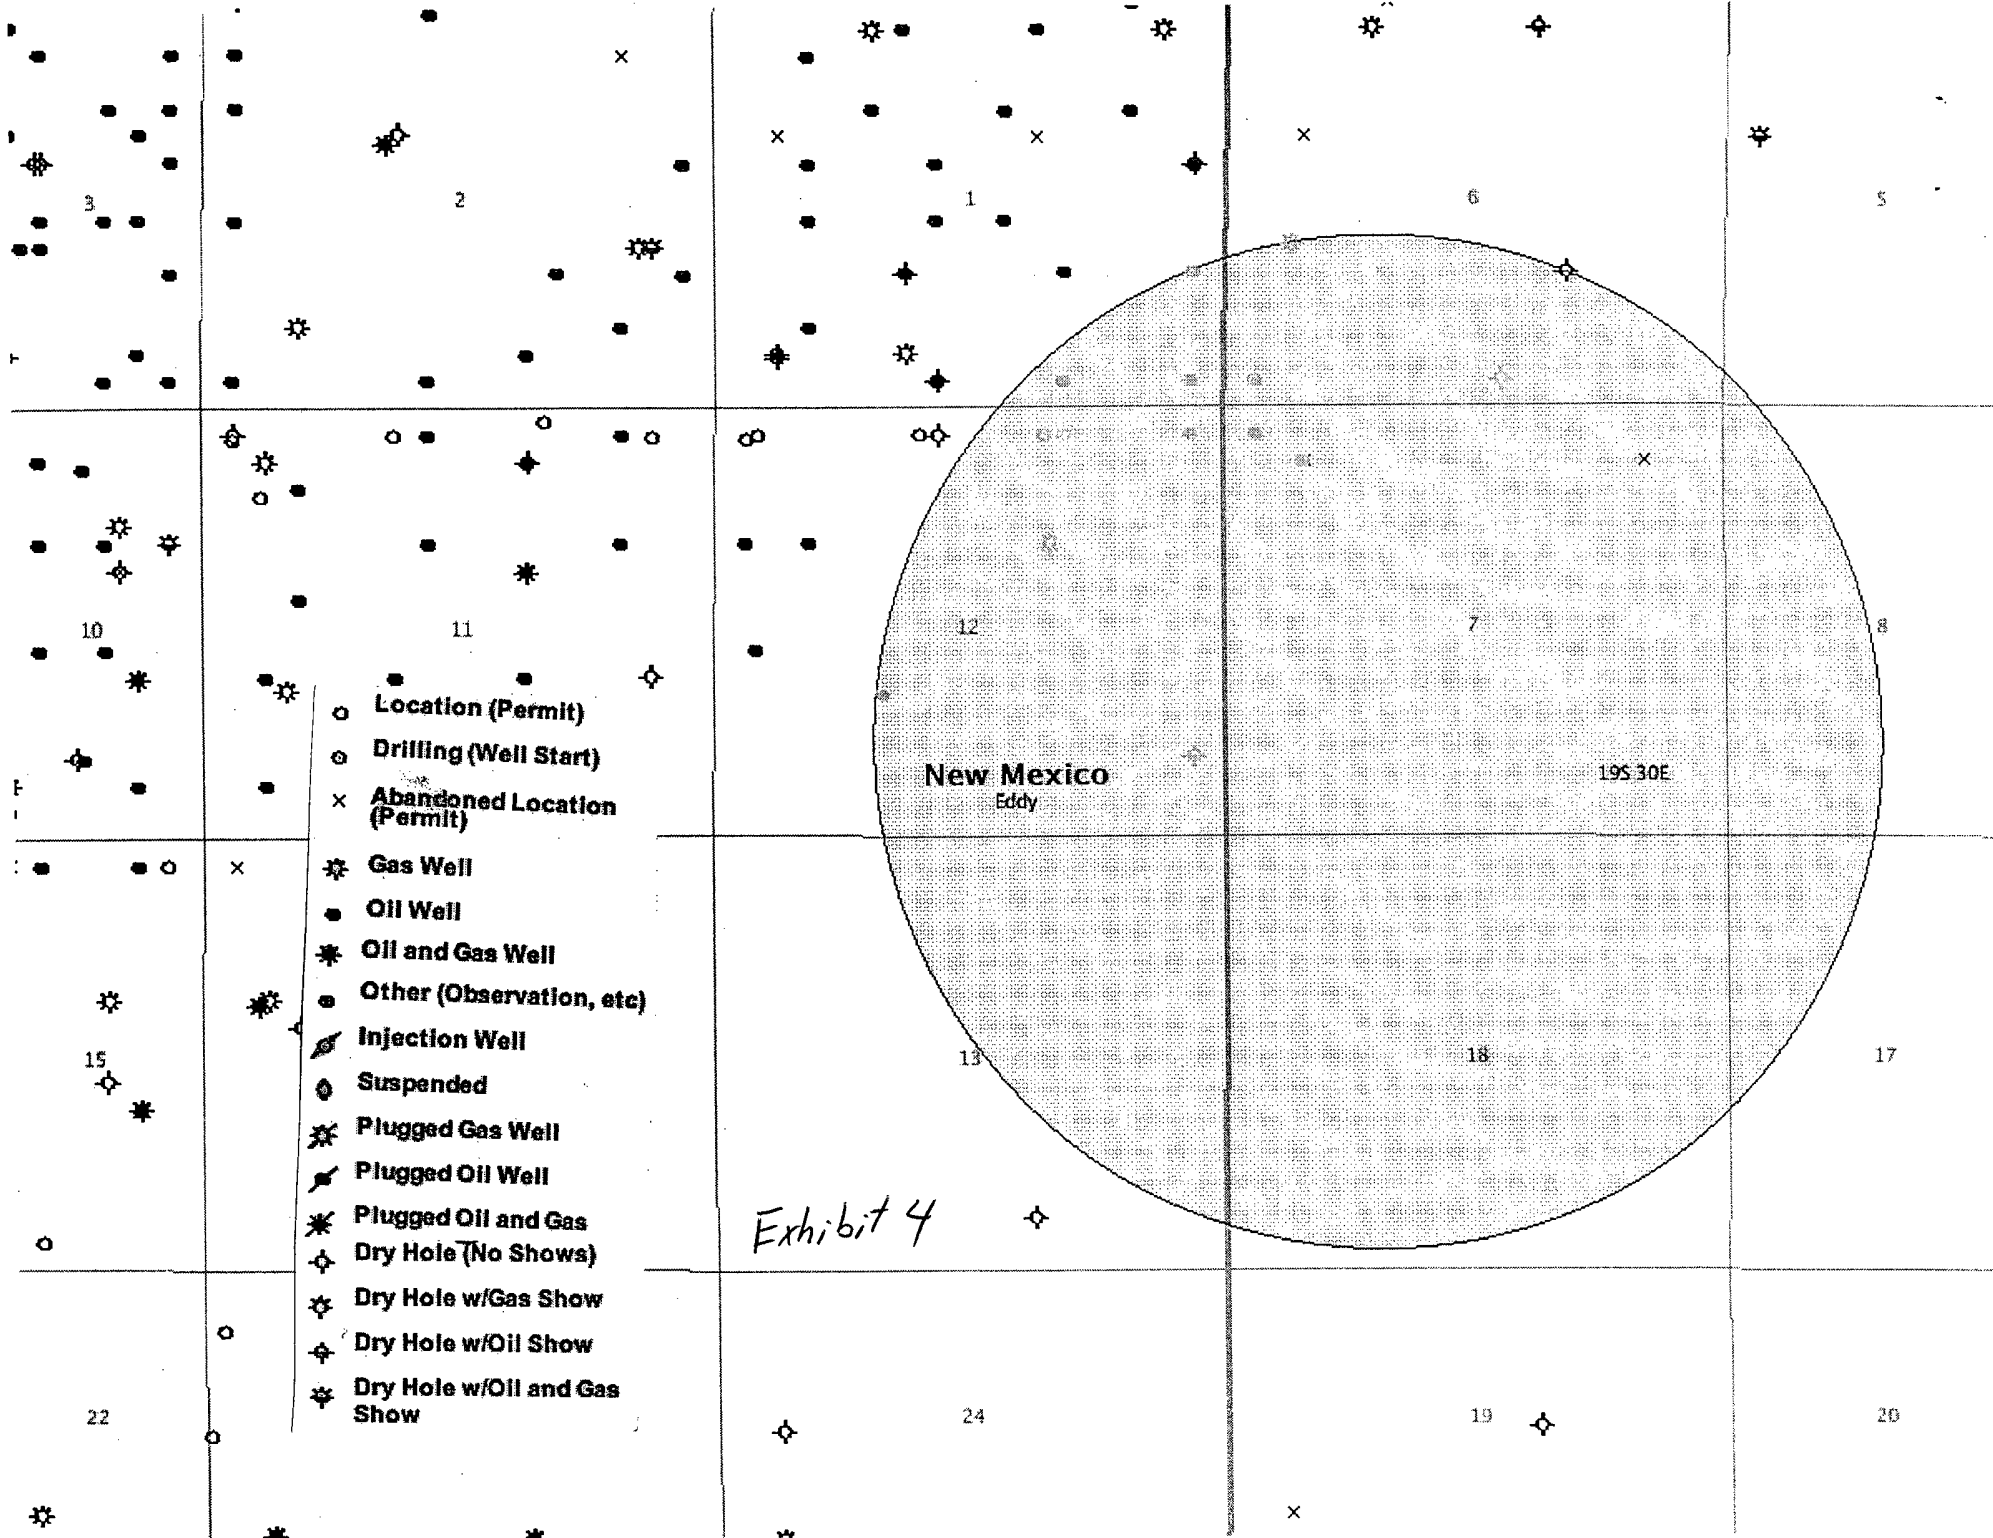 3
2
1
6
5
10
11
12
7
8
Location (Permit)
Drilling (Well Start)
New Mexico
19S 30E
Abandoned Location
(Permit)
Eddy
Gas Well
Oil Well
Oil and Gas Well
Other (Observation, etc)
Injection Well
15
13
18
17
Suspended
Plugged Gas Well
Plugged Oil Well
Plugged Oil and Gas
Exhibit 4
Dry Hole (No Shows)
Dry Hole w/Gas Show
Dry Hole w/Oil Show
Dry Hole w/Oil and Gas
Show
22
24
19
20